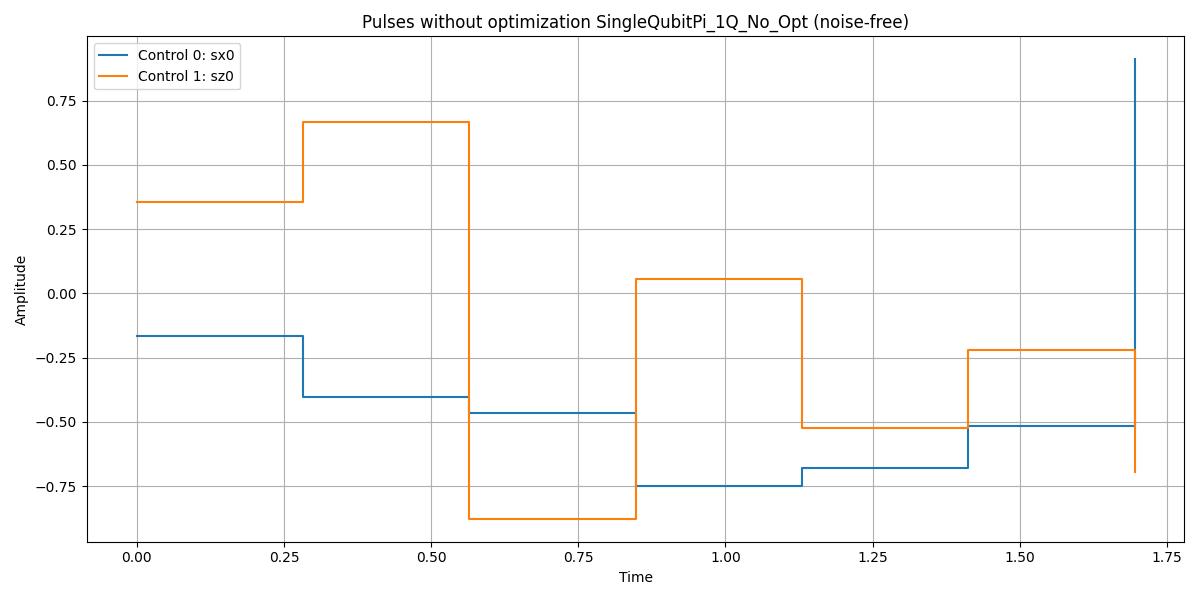 Pulses without optimization SingleQubitPi_1Q_No_Opt (noise-free)
Control 0: sx0
Control 1: sz0
Amplitude
0.75
0.50
0.25
0.00
−0.25
−0.50
−0.75
0.00 0.25 0.50 0.75 1.00 1.25 1.50 1.75
Time